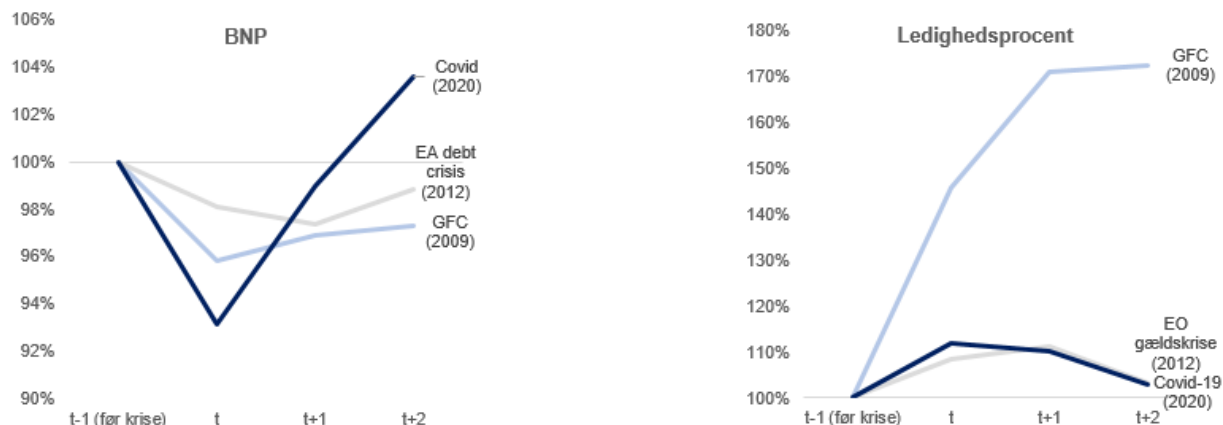 BNP
106%
104%
102%
100%
98%
96%
94%
92%
90%
Covid
(2020)
EA debt
crisis
(2012)
GFC
(2009)
t-1 (før krise)
t
t+1
t+2
Ledighedsprocent
180%
170%
160%
150%
140%
130%
120%
110%
100%
GFC
(2009)
EO
gældskrise
(2012)
Covid-19
(2020)
t-1 (før krise)
t
t+1
t+2